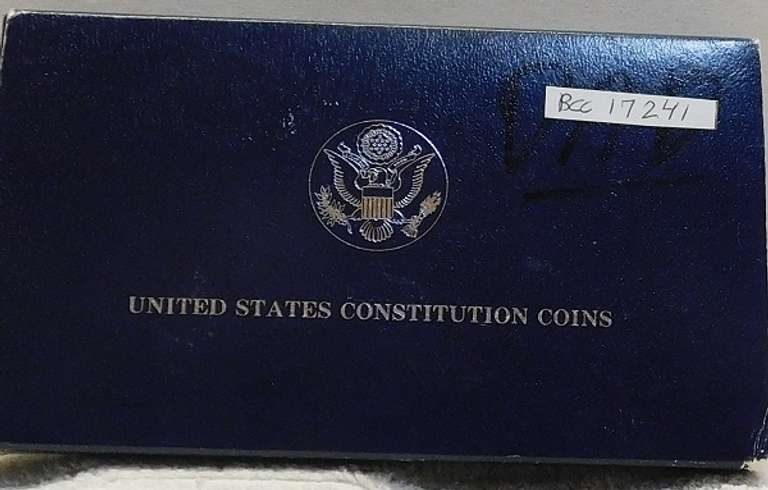 BCC 17241
UNITED STATES CONSTITUTION COINS